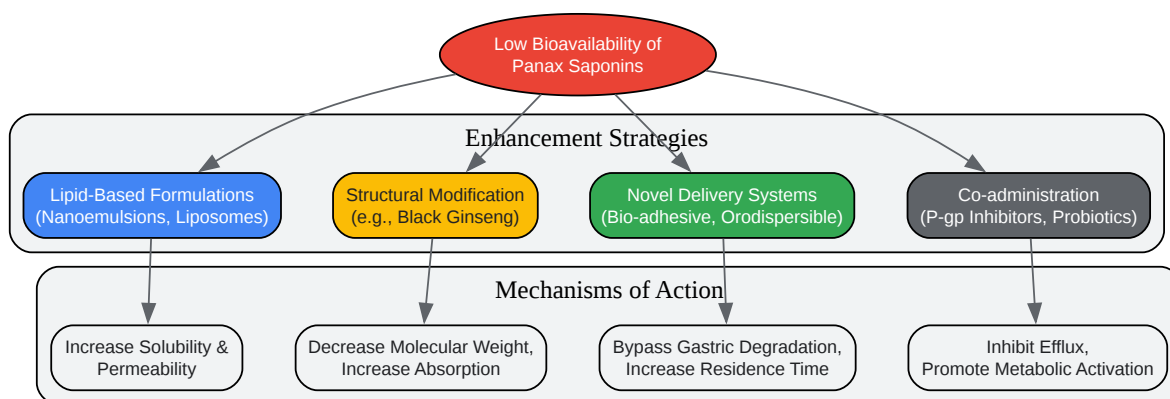 Low Bioavailability of
Panax Saponins
Enhancement Strategies
Lipid-Based Formulations
(Nanoemulsions, Liposomes)
Structural Modification
(e.g., Black Ginseng)
Novel Delivery Systems
(Bio-adhesive, Orodispersible)
Co-administration
(P-gp Inhibitors, Probiotics)
Mechanisms of Action
Increase Solubility &
Permeability
Decrease Molecular Weight,
Increase Absorption
Bypass Gastric Degradation,
Increase Residence Time
Inhibit Efflux,
Promote Metabolic Activation